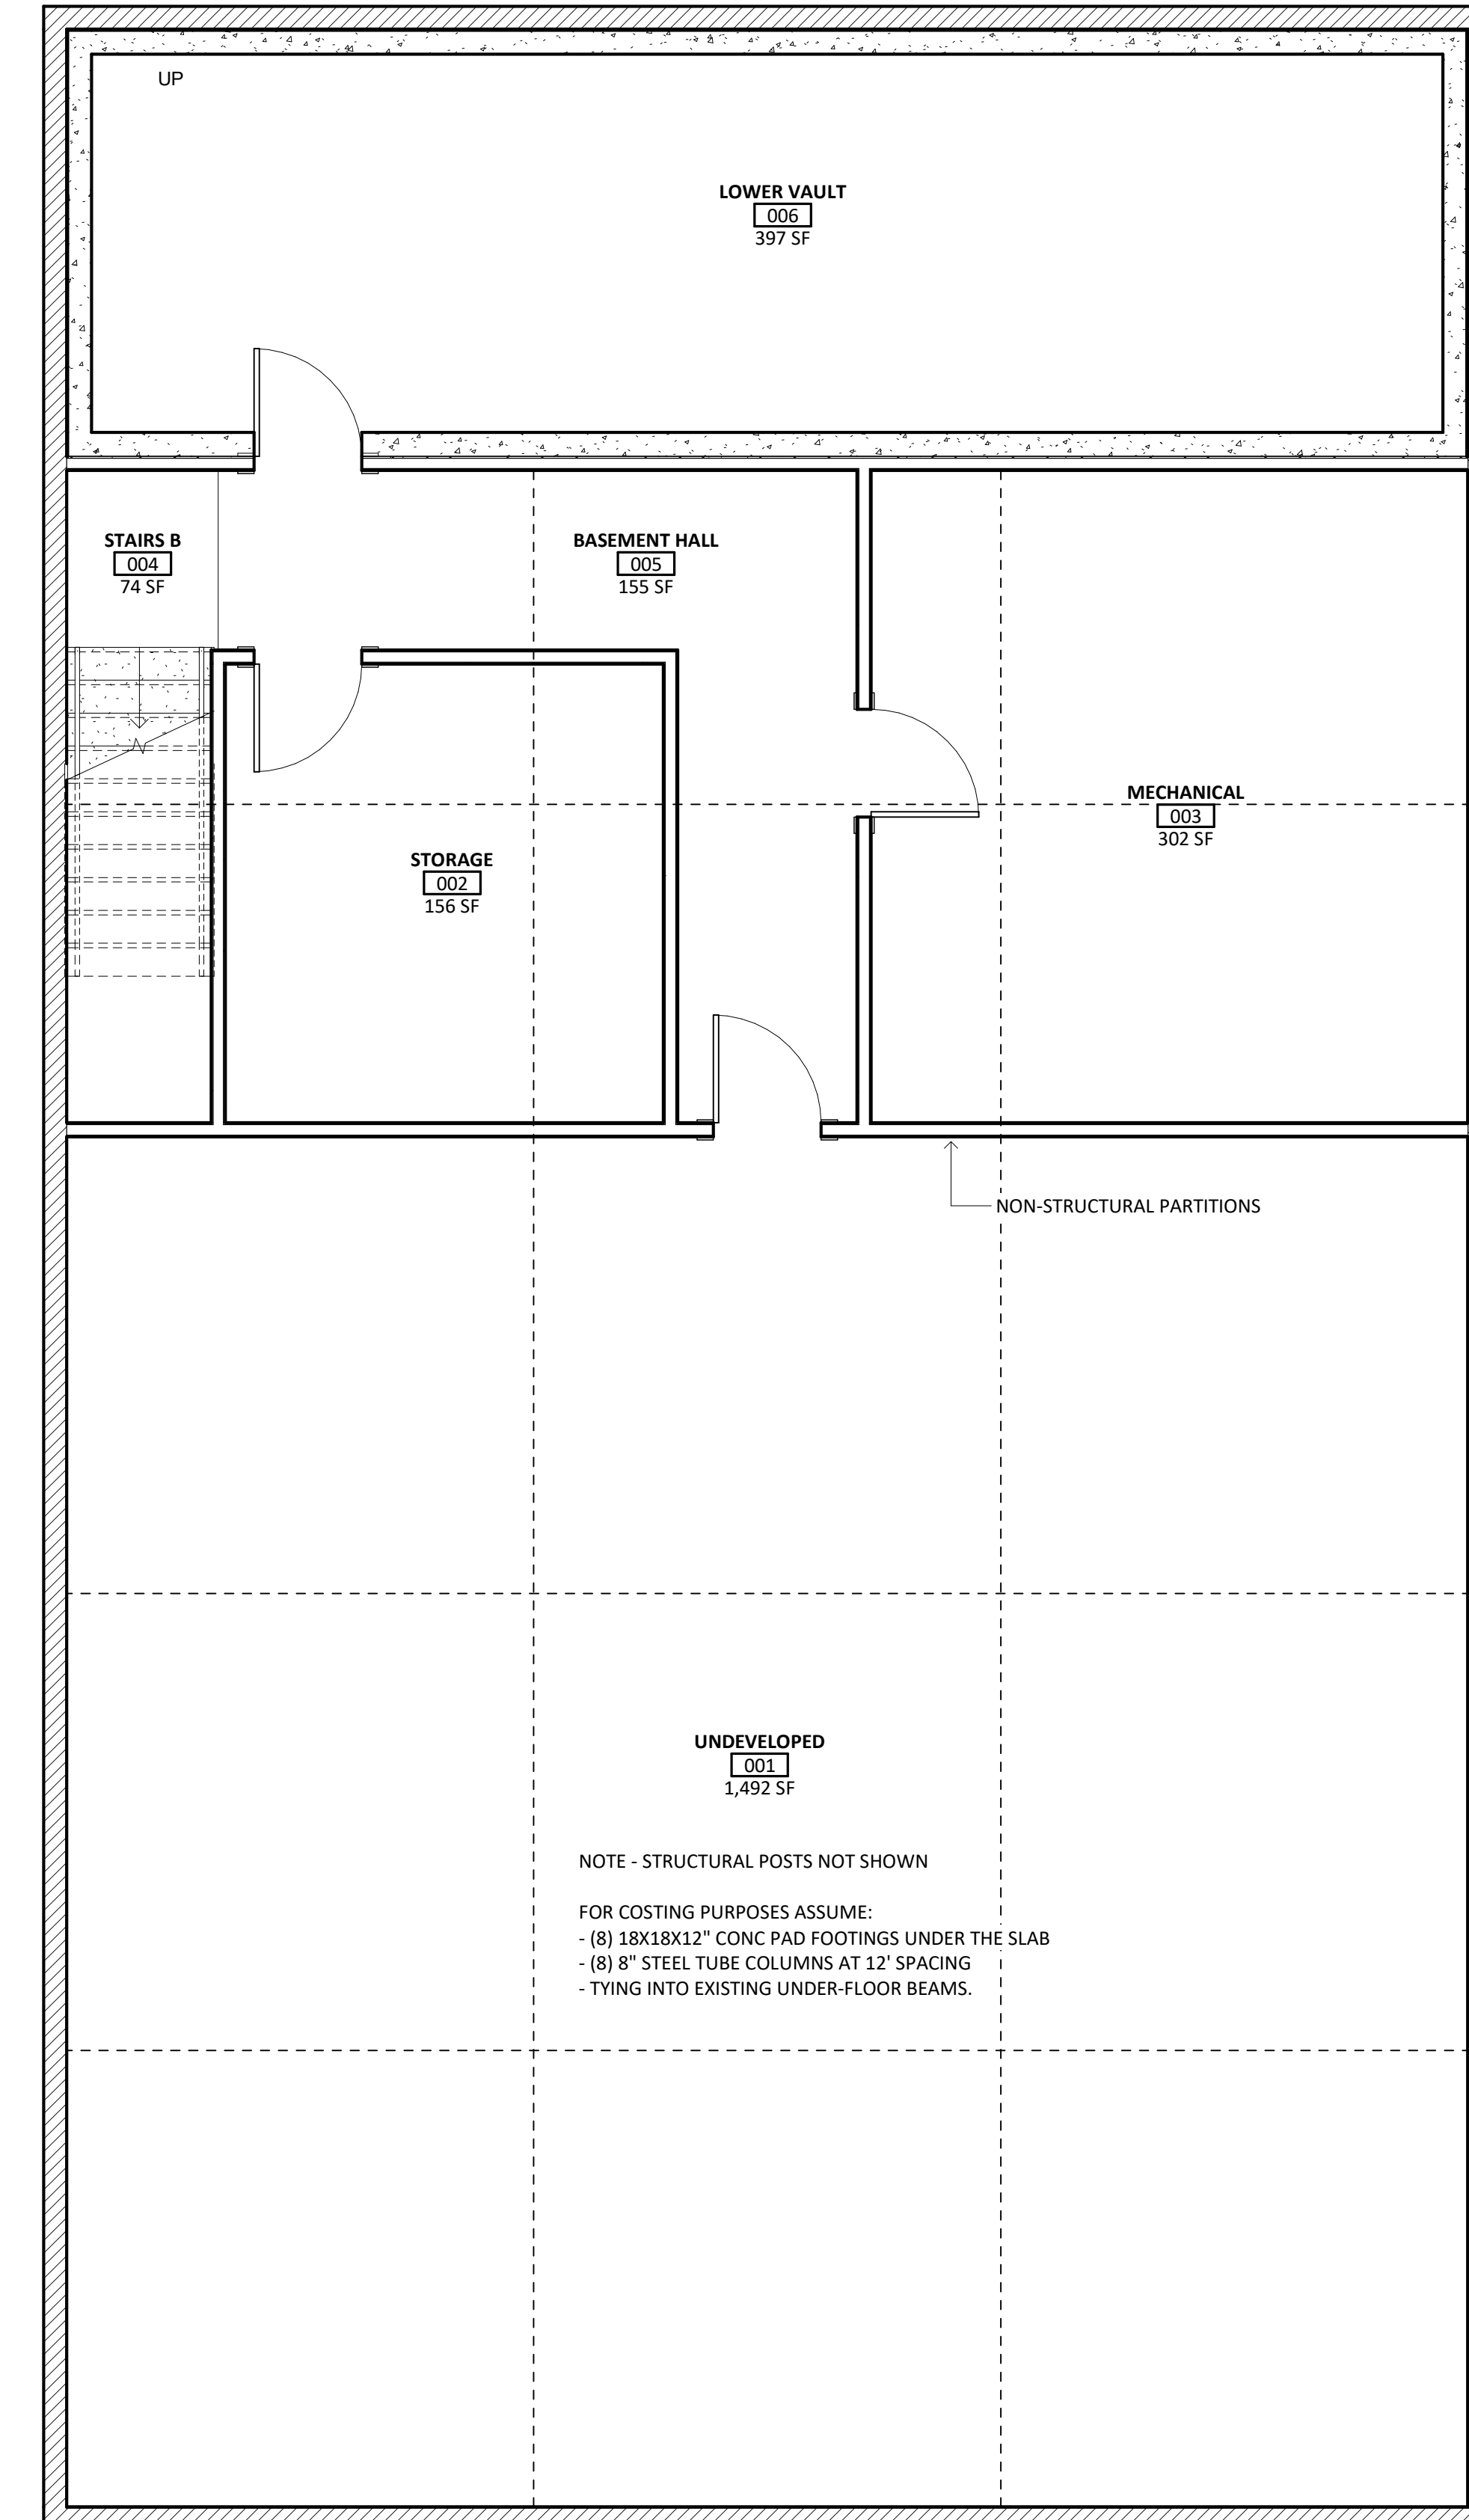 UP
LOWER VAULT
006
397 SF
STAIRS B
004
74 SF
BASEMENT HALL
005
155 SF
MECHANICAL
003
302 SF
STORAGE
002
156 SF
NON-STRUCTURAL PARTITIONS
UNDEVELOPED
001
1,492 SF
NOTE - STRUCTURAL POSTS NOT SHOWN
FOR COSTING PURPOSES ASSUME:
- (8) 18X18X12" CONC PAD FOOTINGS UNDER THE SLAB
- (8) 8" STEEL TUBE COLUMNS AT 12' SPACING
- TYING INTO EXISTING UNDER-FLOOR BEAMS.